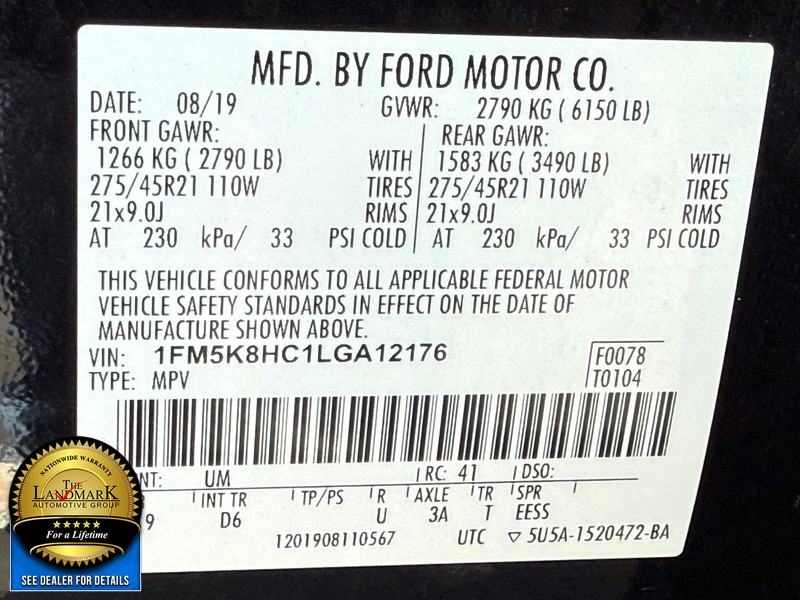 MFD. BY FORD MOTOR CO.
DATE: 08/19 GVWR: 2790 KG ( 6150 LB)
FRONT GAWR: REAR GAWR:
1266 KG ( 2790 LB) WITH 1583 KG ( 3490 LB) WITH
275/45R21 110W TIRES 275/45R21 110W TIRES
21x9.0J RIMS 21x9.0J RIMS
AT 230 kPa/ 33 PSI COLD AT 230 kPa/ 33 PSI COLD
THIS VEHICLE CONFORMS TO ALL APPLICABLE FEDERAL MOTOR
VEHICLE SAFETY STANDARDS IN EFFECT ON THE DATE OF
MANUFACTURE SHOWN ABOVE.
VIN: 1FM5K8HC1LGA12176 F0078
TYPE: MPV T0104
NT: UM RC: 41 DSO:
INT TR TP/PS R AXLE TR SPR
9 D6 U 3A T EESS
1201908110567 UTC ▽ 5U5A-1520472-BA
NATIONWIDE WARRANTY
THE
LANDMARK
AUTOMOTIVE GROUP
★★★★★
For a Lifetime
SEE DEALER FOR DETAILS